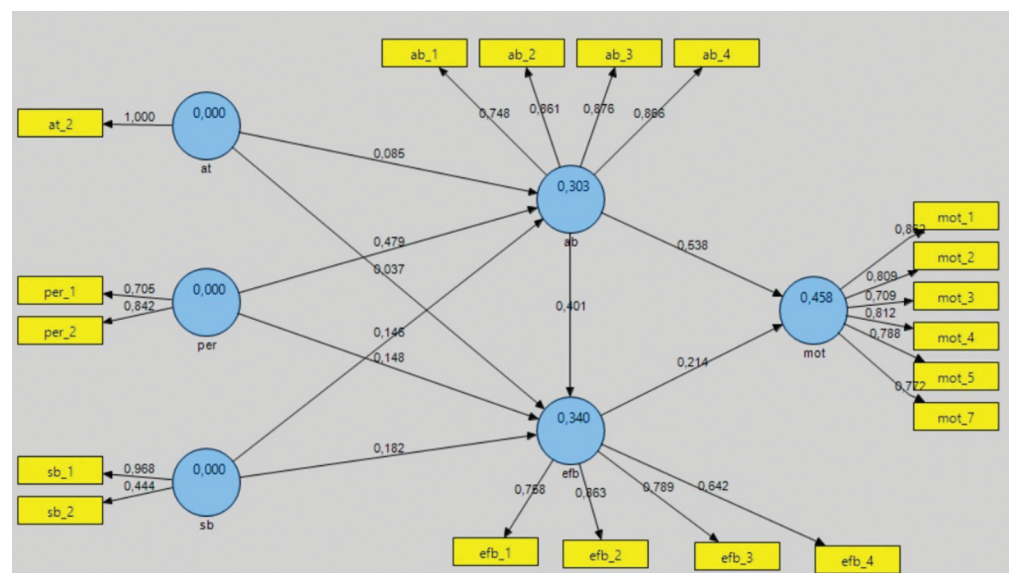 ab_1
ab_2
ab_3
ab_4
at_2
1,000
0,000
at
0,748
0,861
0,876
0,866
0,085
0,303
ab
0,479
0,037
0,538
per_1
per_2
0,705
0,842
0,000
per
0,146
0,148
0,401
0,458
mot
mot_1
mot_2
mot_3
mot_4
mot_5
mot_7
0,809
0,709
0,812
0,788
0,772
0,214
0,340
efb
0,182
sb_1
sb_2
0,968
0,444
0,000
sb
0,863
0,789
0,642
efb_1
efb_2
efb_3
efb_4